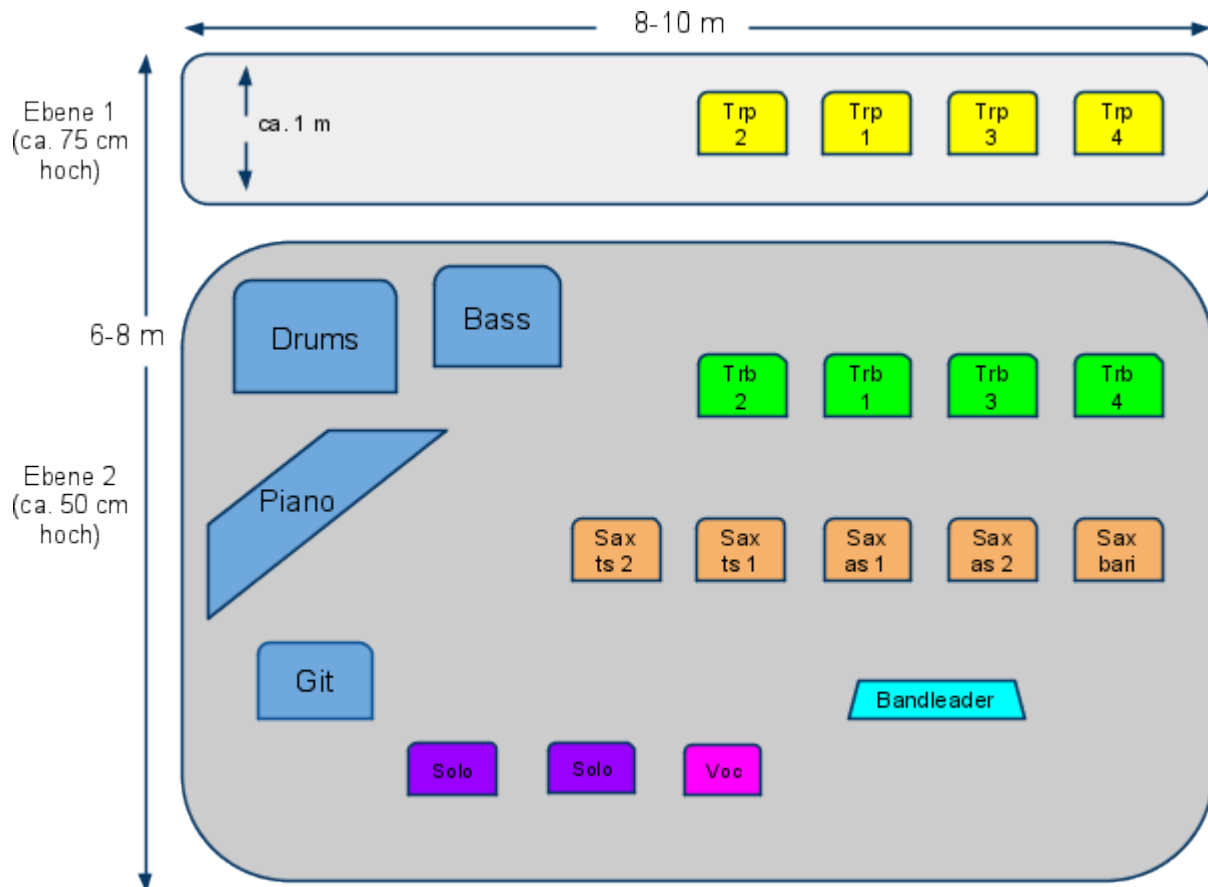 8-10 m
Ebene 1
(ca. 75 cm
hoch)
ca. 1 m
Trp
2
Trp
1
Trp
3
Trp
4
6-8 m
Drums
Bass
Trb
2
Trb
1
Trb
3
Trb
4
Ebene 2
(ca. 50 cm
hoch)
Piano
Sax
ts 2
Sax
ts 1
Sax
as 1
Sax
as 2
Sax
bari
Git
Bandleader
Solo
Solo
Voc